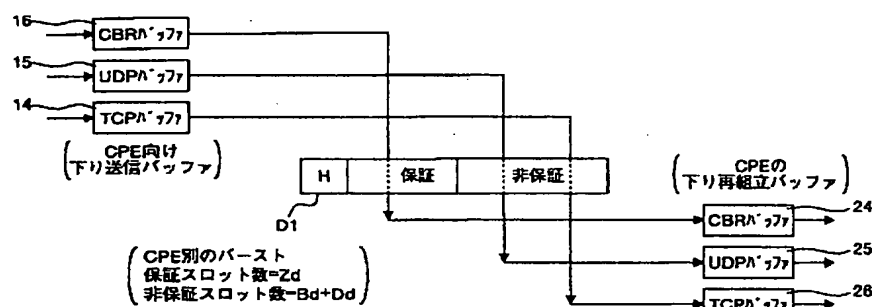 16
CBRバッファ
15
UDPバッファ
14
TCPバッファ
CPE向け
下り送信バッファ
H
保証
非保証
D1
CPEの
下り再組立バッファ
CPE別のバースト
保証スロット数=Zd
非保証スロット数=Bd+Dd
CBRバッファ
24
UDPバッファ
25
TCPバッファ
26